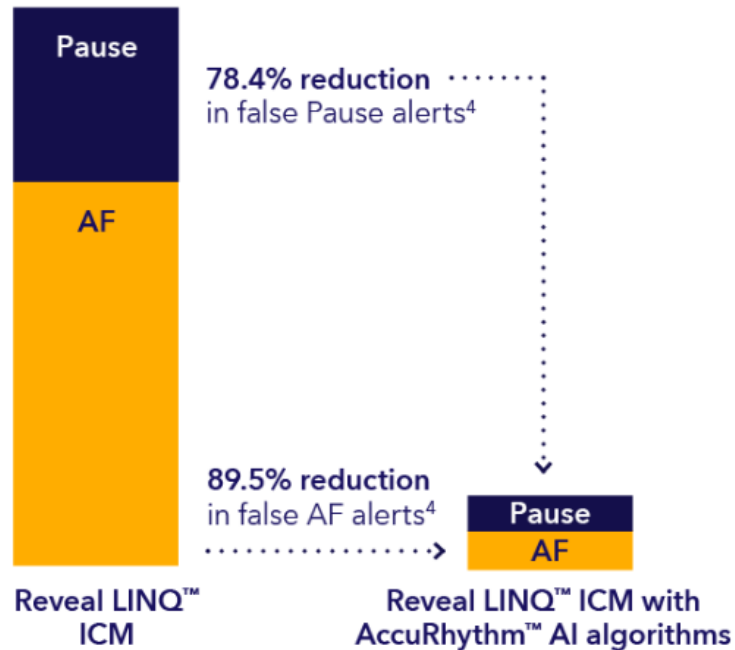 Pause
78.4% reduction
in false Pause alerts⁴
AF
89.5% reduction
in false AF alerts⁴
Pause
AF
Reveal LINQ™
ICM
Reveal LINQ™ ICM with
AccuRhythm™ AI algorithms